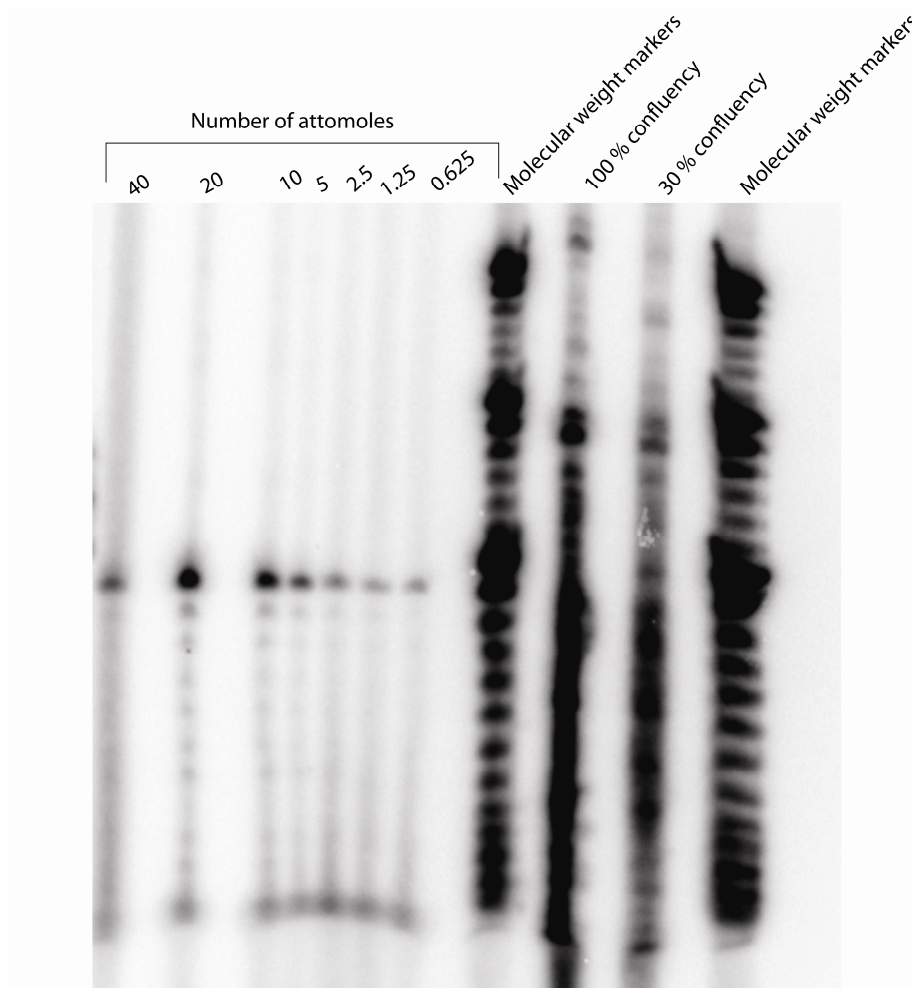 Number of attomoles
40
20
10
5
2.5
1.25
0.625
Molecular weight markers
100 % confluency
30 % confluency
Molecular weight markers